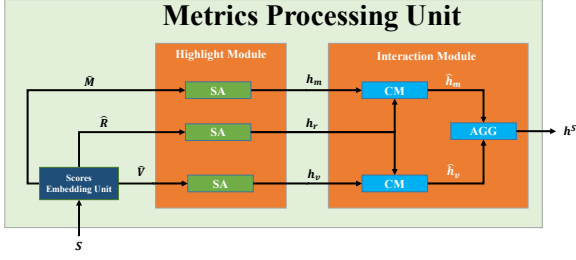 Metrics Processing Unit
Highlight Module
Interaction Module
M̂
SA
h_m
CM
ĥ_m
R̂
SA
h_r
AGG
h^S
Scores
Embedding Unit
V̂
SA
h_v
CM
ĥ_v
S